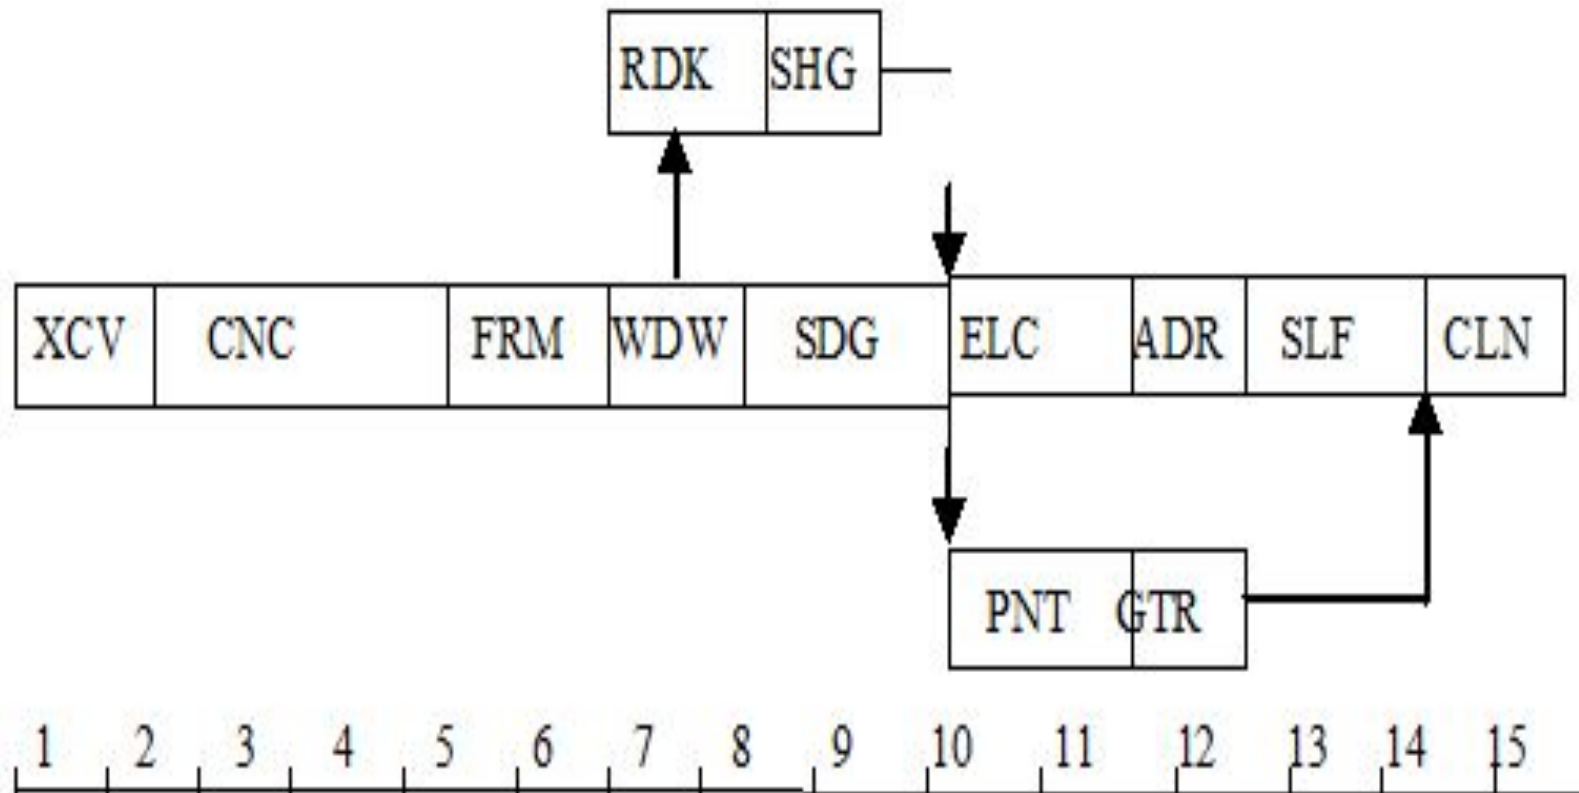 RDK SHG
XCV CNC FRM WDW SDG ELC ADR SLF CLN
PNT GTR
1 2 3 4 5 6 7 8 9 10 11 12 13 14 15